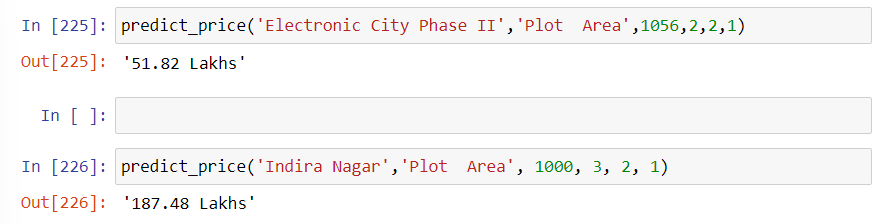 In [225]: predict_price('Electronic City Phase II','Plot  Area',1056,2,2,1)
Out[225]: '51.82 Lakhs'
In [ ]:
In [226]: predict_price('Indira Nagar','Plot  Area', 1000, 3, 2, 1)
Out[226]: '187.48 Lakhs'